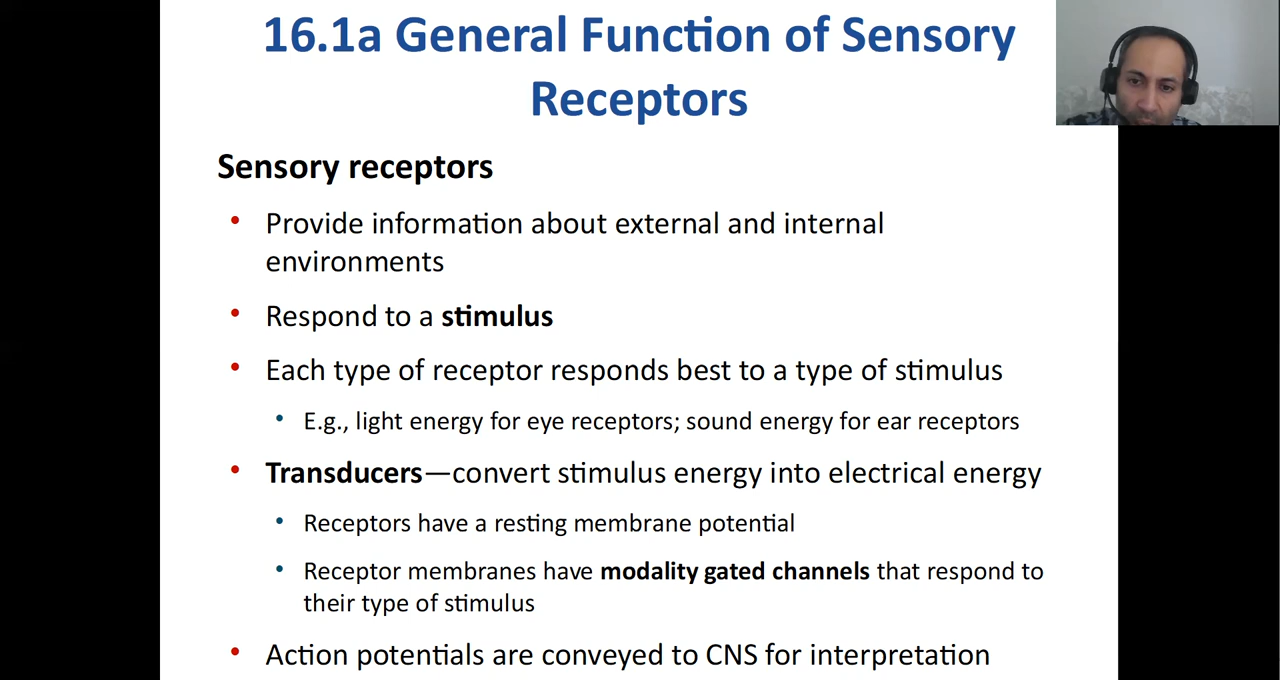 16.1a General Function of Sensory
Receptors
Sensory receptors
• Provide information about external and internal
environments
• Respond to a stimulus
• Each type of receptor responds best to a type of stimulus
• E.g., light energy for eye receptors; sound energy for ear receptors
• Transducers—convert stimulus energy into electrical energy
• Receptors have a resting membrane potential
• Receptor membranes have modality gated channels that respond to
their type of stimulus
• Action potentials are conveyed to CNS for interpretation